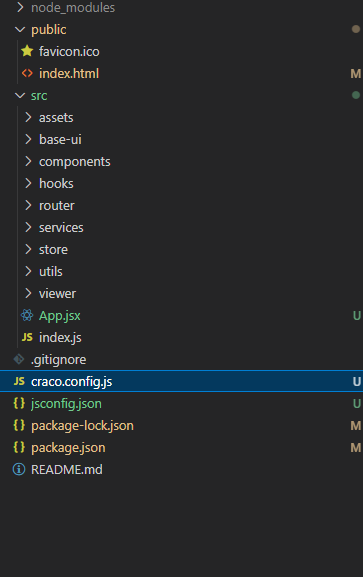 node_modules
public
favicon.ico
index.html M
src
assets
base-ui
components
hooks
router
services
store
utils
viewer
App.jsx U
JS index.js
.gitignore
JS craco.config.js U
{} jsconfig.json U
{} package-lock.json M
{} package.json M
README.md